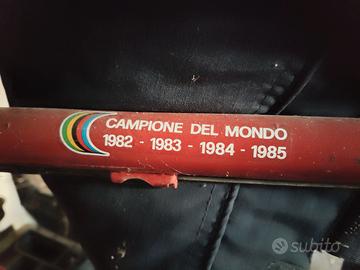 CAMPIONE DEL MONDO
1982 - 1983 - 1984 - 1985
subito